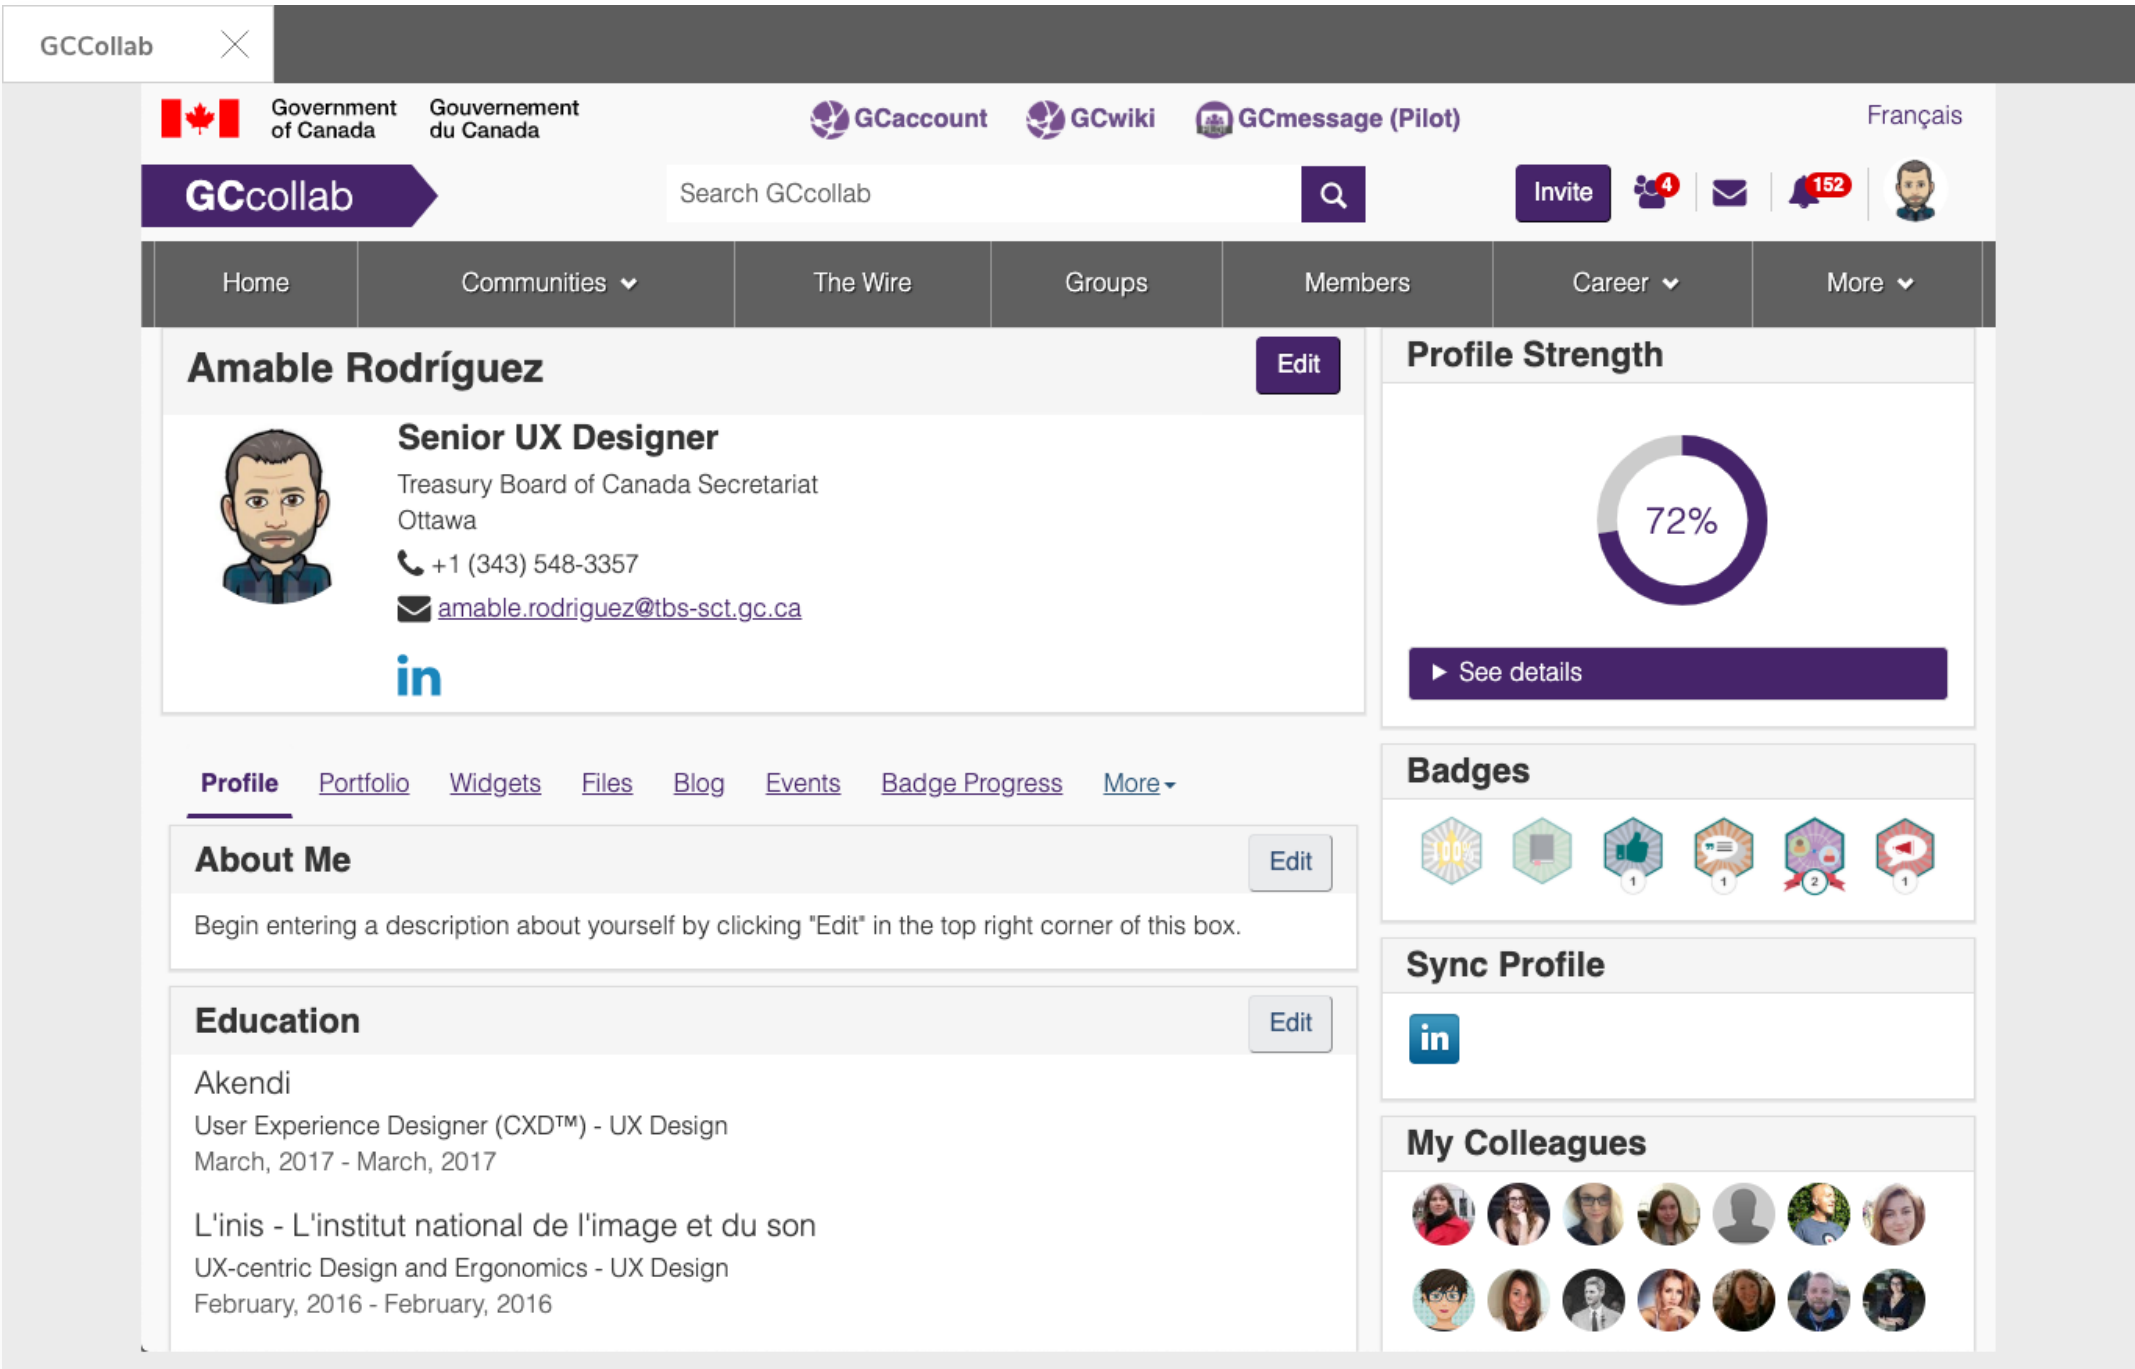 GCCollab
Government
of Canada
Gouvernement
du Canada
GCaccount
GCwiki
GCmessage (Pilot)
Français
GCcollab
Search GCcollab
Invite
4
152
Home
Communities
The Wire
Groups
Members
Career
More
Amable Rodríguez
Edit
Senior UX Designer
Treasury Board of Canada Secretariat
Ottawa
+1 (343) 548-3357
amable.rodriguez@tbs-sct.gc.ca
in
Profile
Portfolio
Widgets
Files
Blog
Events
Badge Progress
More
About Me
Edit
Begin entering a description about yourself by clicking "Edit" in the top right corner of this box.
Education
Edit
Akendi
User Experience Designer (CXD™) - UX Design
March, 2017 - March, 2017
L'inis - L'institut national de l'image et du son
UX-centric Design and Ergonomics - UX Design
February, 2016 - February, 2016
Profile Strength
72%
See details
Badges
100%
1
1
2
1
Sync Profile
in
My Colleagues